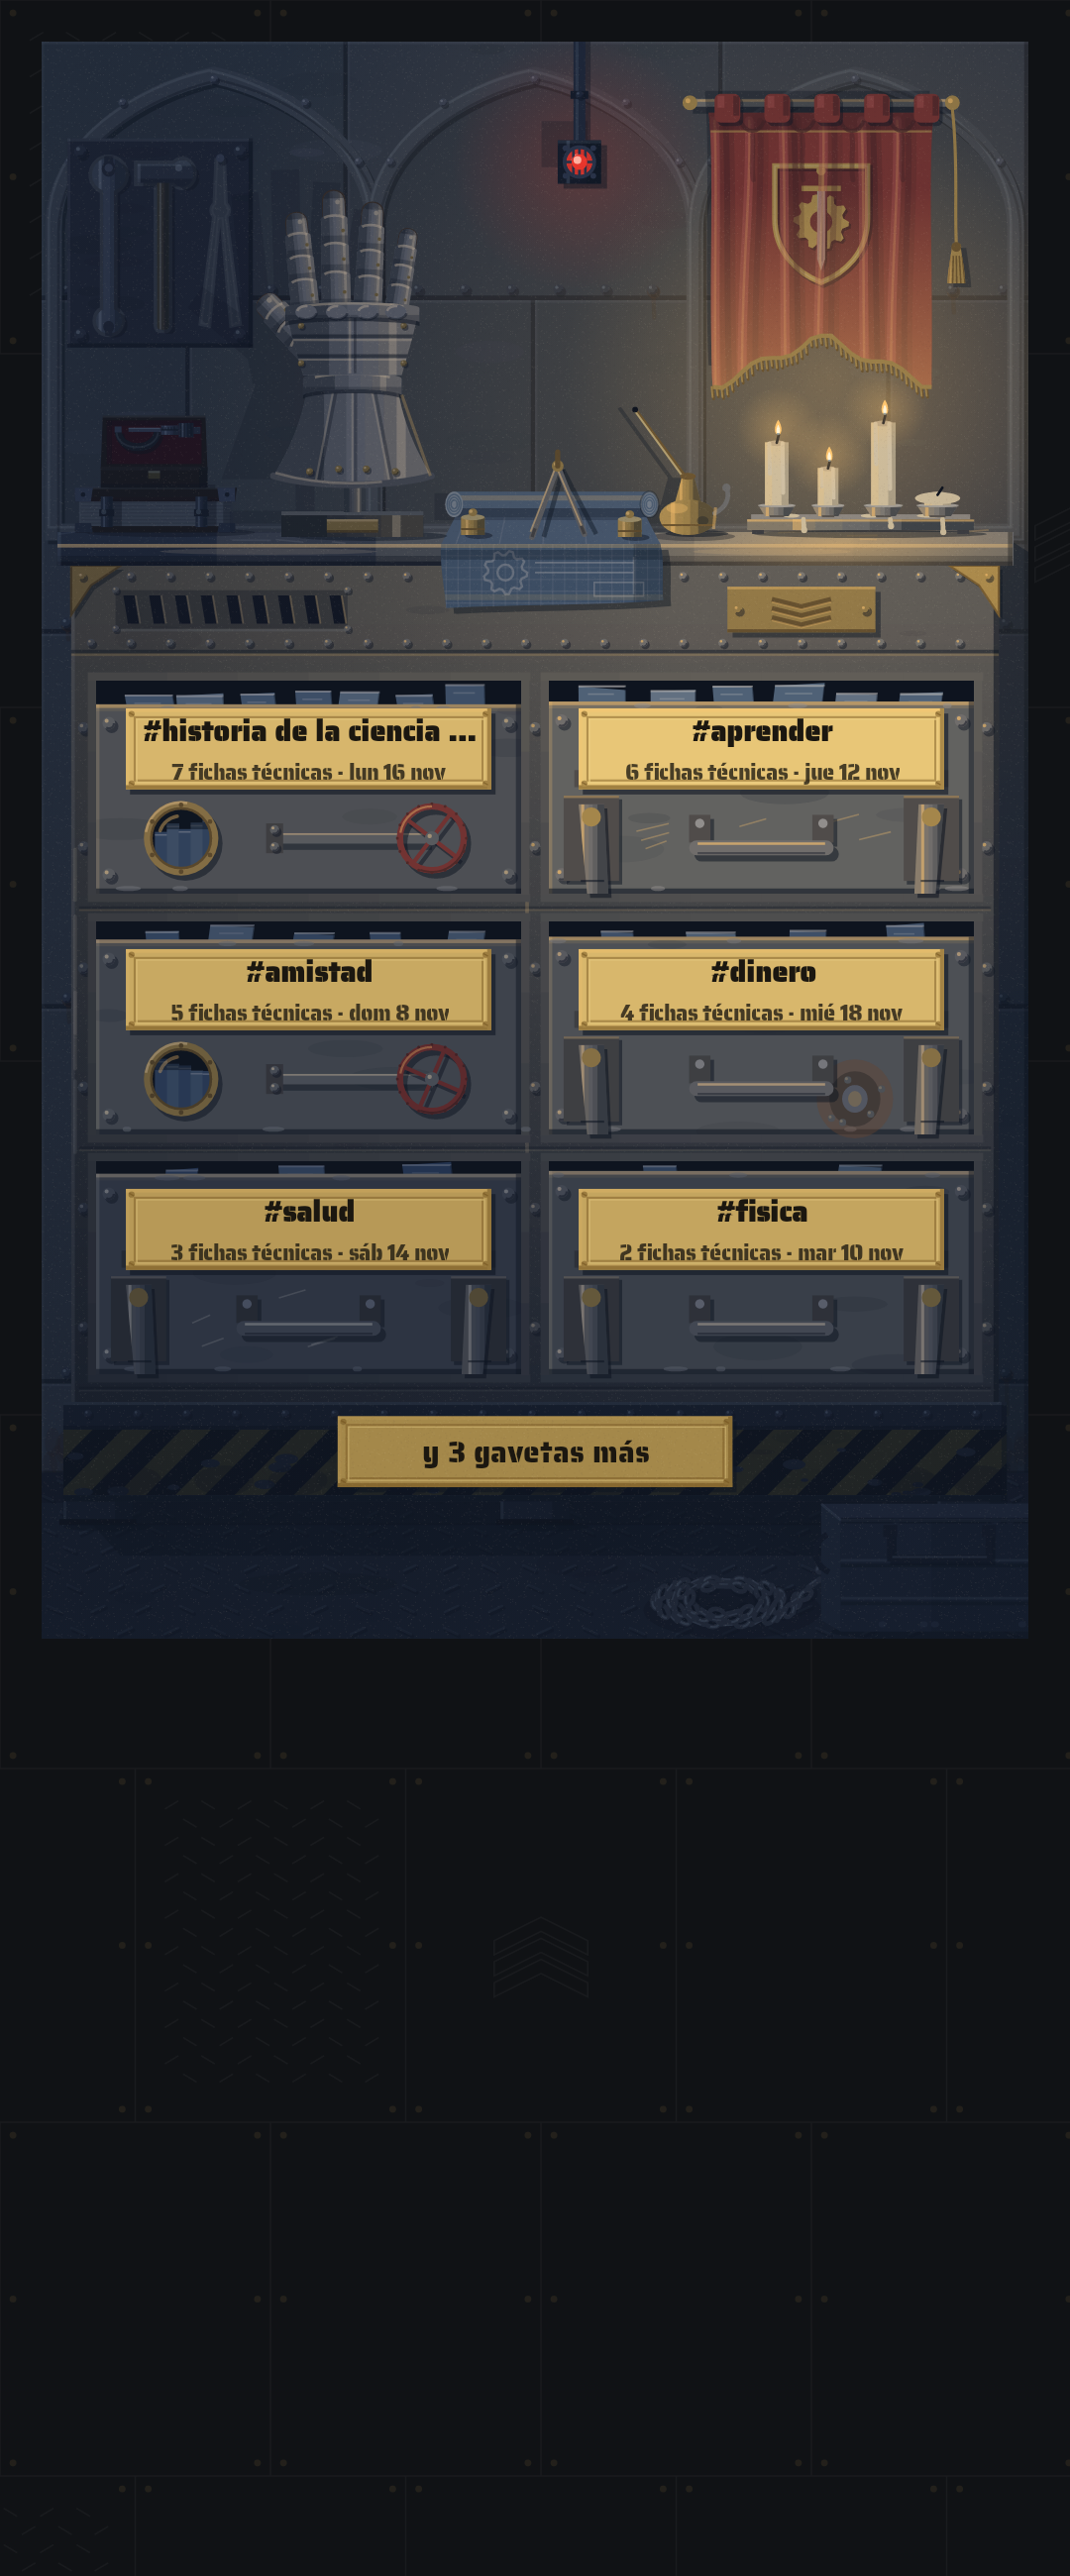 #historia de la ciencia ...
7 fichas técnicas · lun 16 nov
#aprender
6 fichas técnicas · jue 12 nov
#amistad
5 fichas técnicas · dom 8 nov
#dinero
4 fichas técnicas · mié 18 nov
#salud
3 fichas técnicas · sáb 14 nov
#fisica
2 fichas técnicas · mar 10 nov
y 3 gavetas más